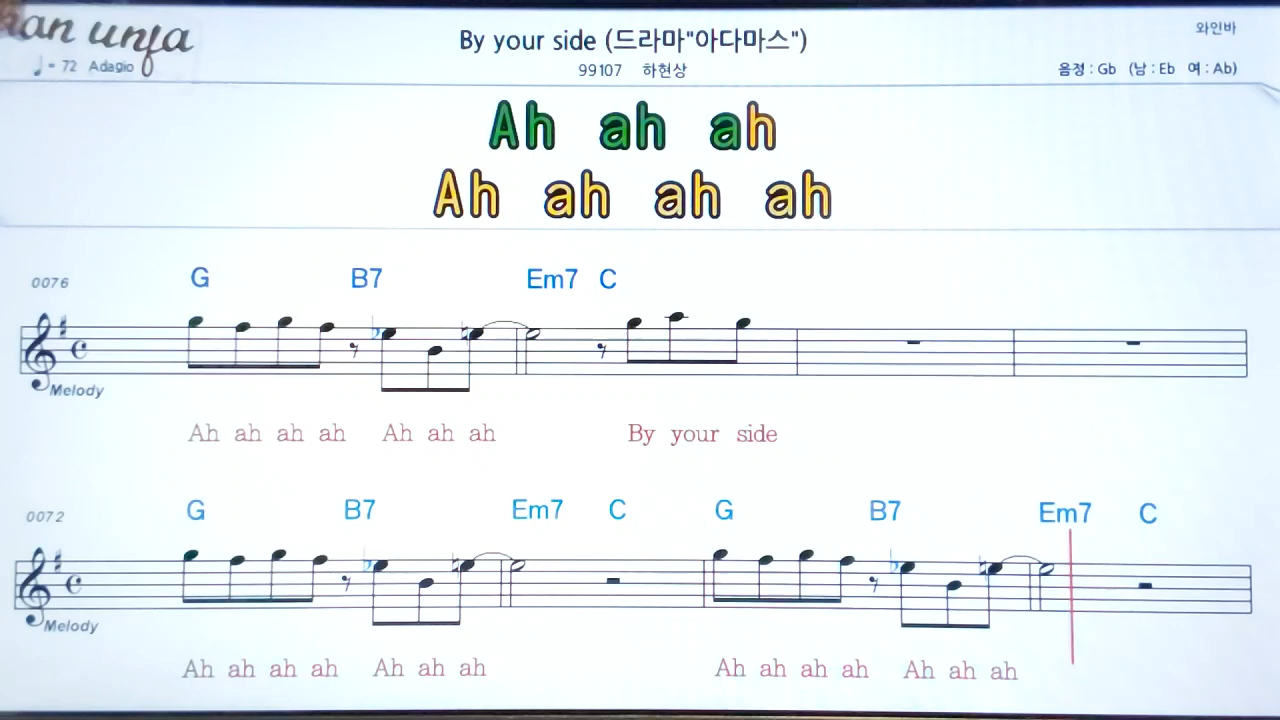 an unja
By your side (드라마"아다마스")
와인바
♩= 72 Adagio
99107 하현상
음정 : Gb (남 : Eb 여 : Ab)
Ah ah ah
Ah ah ah ah
0076 G B7 Em7 C
Melody
Ah ah ah ah Ah ah ah By your side
0072 G B7 Em7 C G B7 Em7 C
Melody
Ah ah ah ah Ah ah ah Ah ah ah ah Ah ah ah